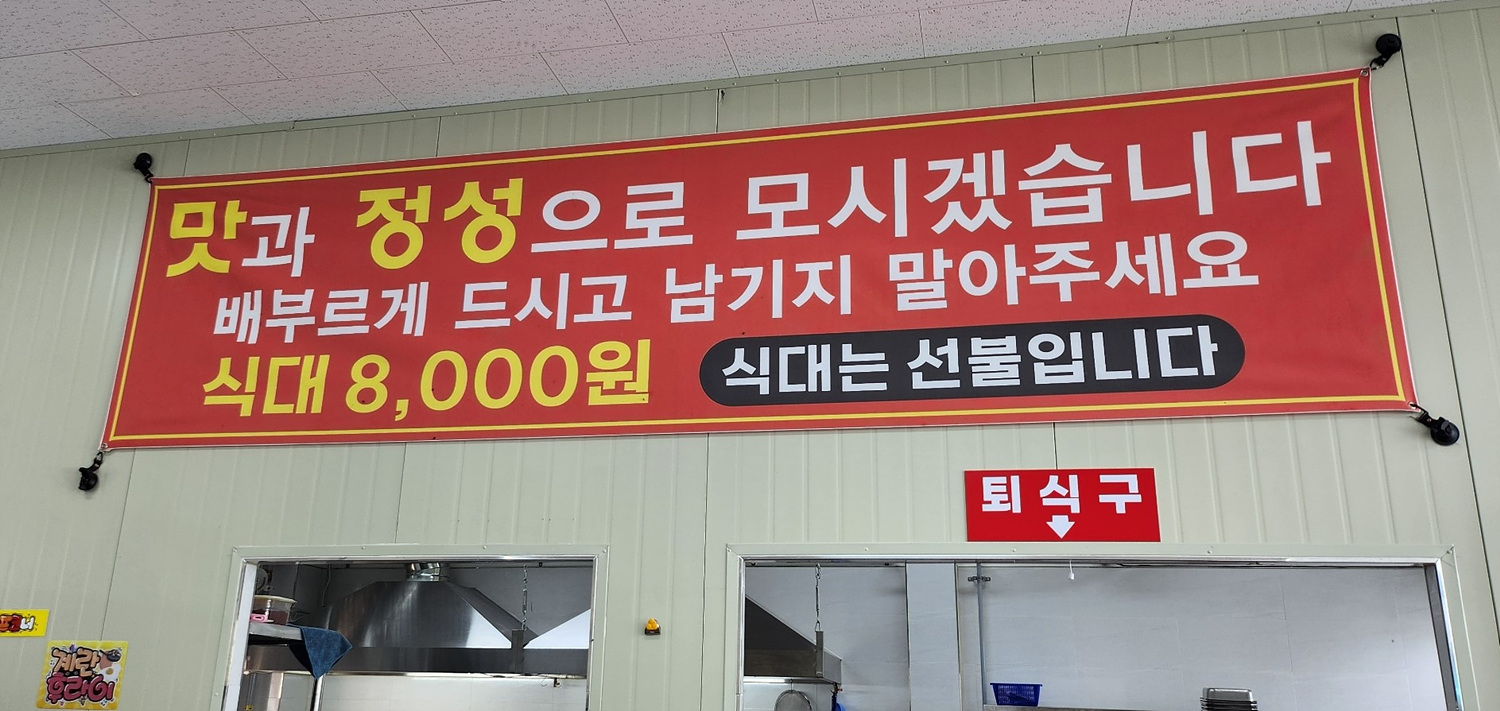 맛과 정성으로 모시겠습니다
배부르게 드시고 남기지 말아주세요
식대 8,000원 식대는 선불입니다
퇴식구
계란
후라이